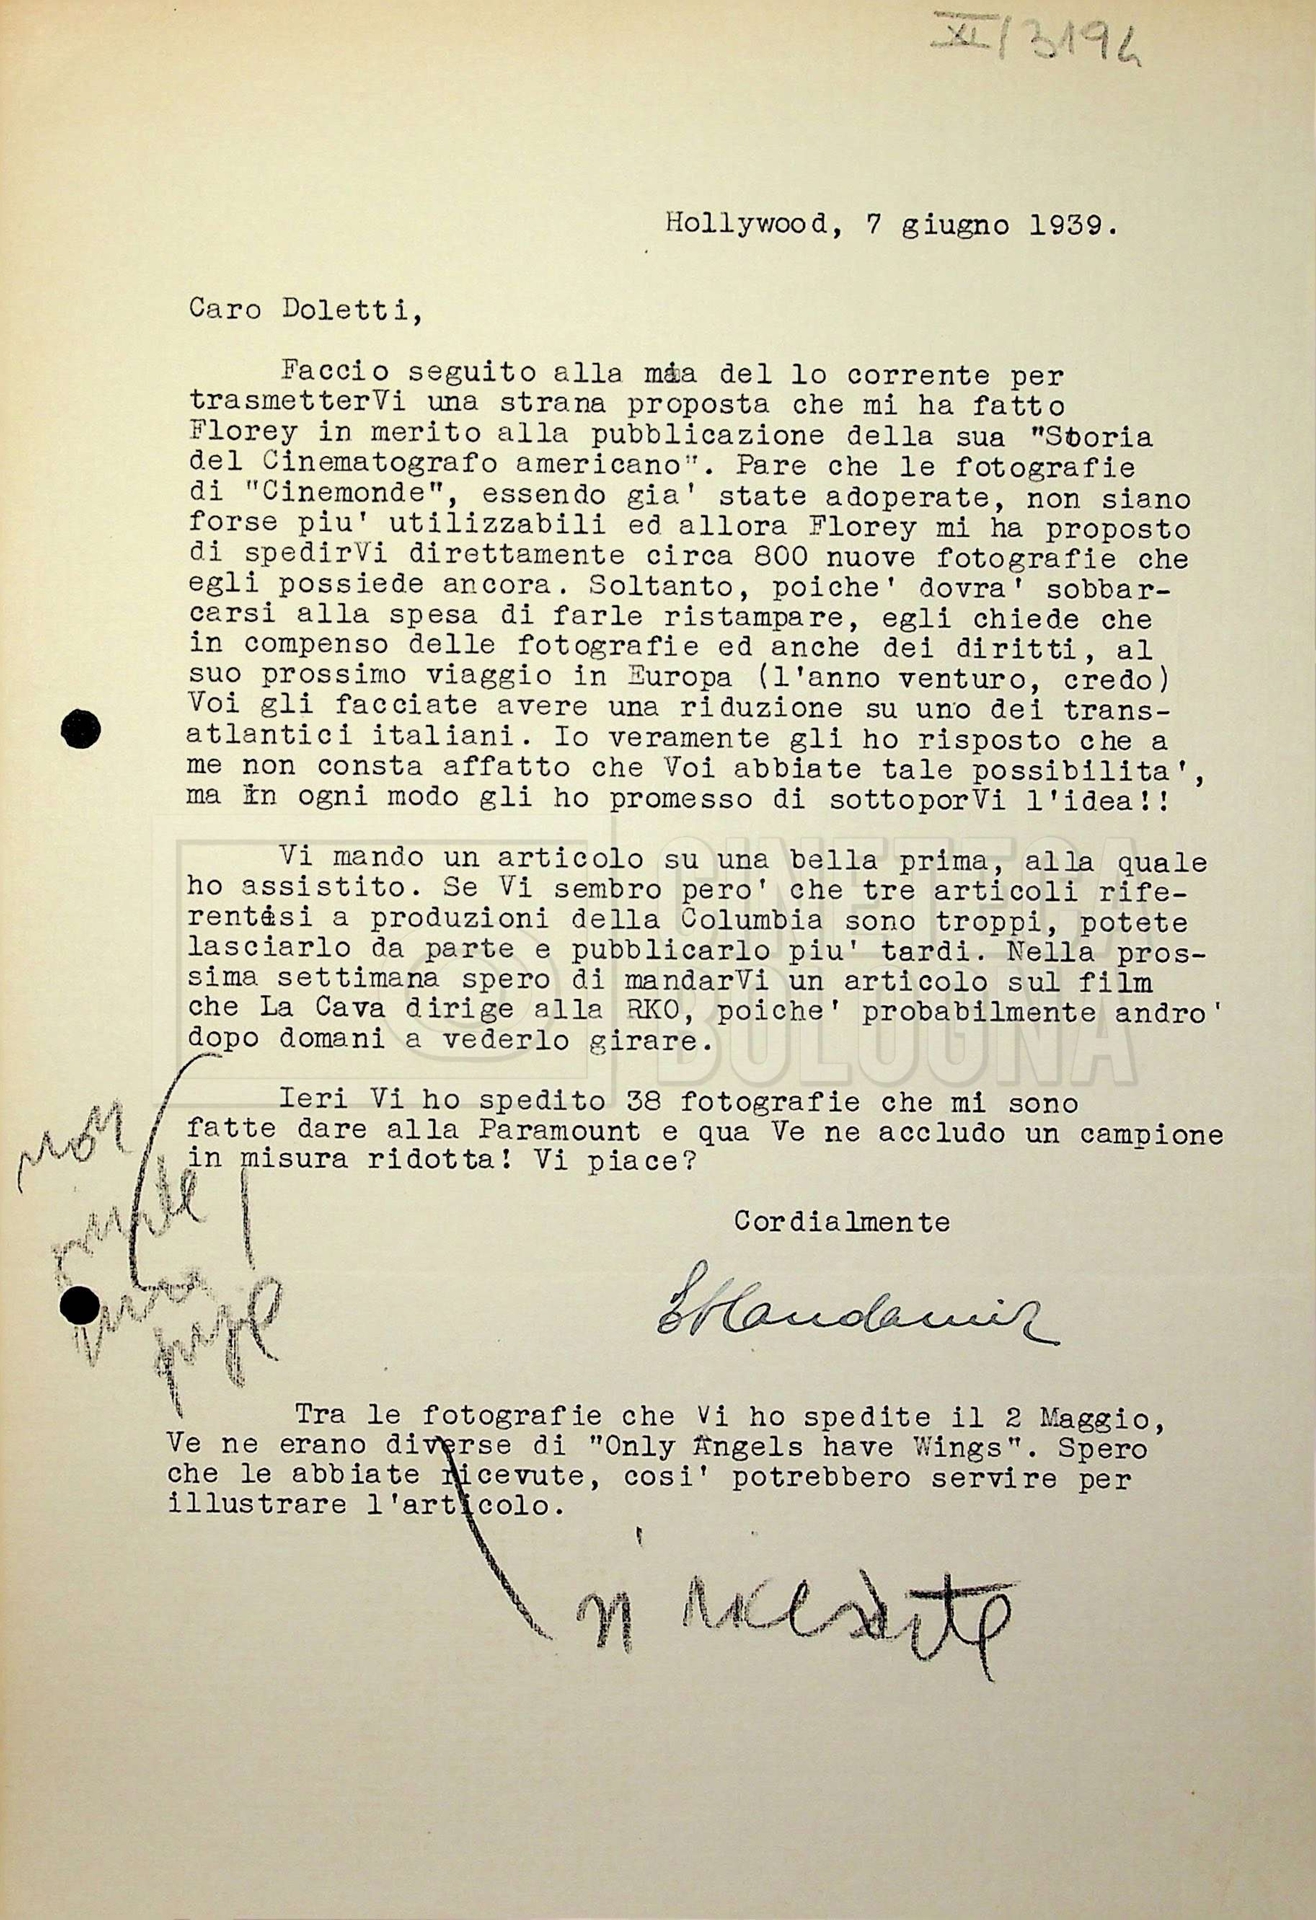 XI/3194
Hollywood, 7 giugno 1939.
Caro Doletti,
Faccio seguito alla mia del lo corrente per
trasmetterVi una strana proposta che mi ha fatto
Florey in merito alla pubblicazione della sua "Storia
del Cinematografo americano". Pare che le fotografie
di "Cinemonde", essendo gia' state adoperate, non siano
forse piu' utilizzabili ed allora Florey mi ha proposto
di spedirVi direttamente circa 800 nuove fotografie che
egli possiede ancora. Soltanto, poiche' dovra' sobbar-
carsi alla spesa di farle ristampare, egli chiede che
in compenso delle fotografie ed anche dei diritti, al
suo prossimo viaggio in Europa (l'anno venturo, credo)
Voi gli facciate avere una riduzione su uno dei trans-
atlantici italiani. Io veramente gli ho risposto che a
me non consta affatto che Voi abbiate tale possibilita',
ma in ogni modo gli ho promesso di sottoporVi l'idea!!
Vi mando un articolo su una bella prima, alla quale
ho assistito. Se Vi sembro pero' che tre articoli rife-
rentisi a produzioni della Columbia sono troppi, potete
lasciarlo da parte e pubblicarlo piu' tardi. Nella pros-
sima settimana spero di mandarVi un articolo sul film
che La Cava dirige alla RKO, poiche' probabilmente andro'
dopo domani a vederlo girare.
Ieri Vi ho spedito 38 fotografie che mi sono
fatte dare alla Paramount e qua Ve ne accludo un campione
in misura ridotta! Vi piace?
non
Cordialmente
Tra le fotografie che Vi ho spedite il 2 Maggio,
Ve ne erano diverse di "Only Angels have Wings". Spero
che le abbiate ricevute, cosi' potrebbero servire per
illustrare l'articolo.
ricevute
CINETECA
BOLOGNA